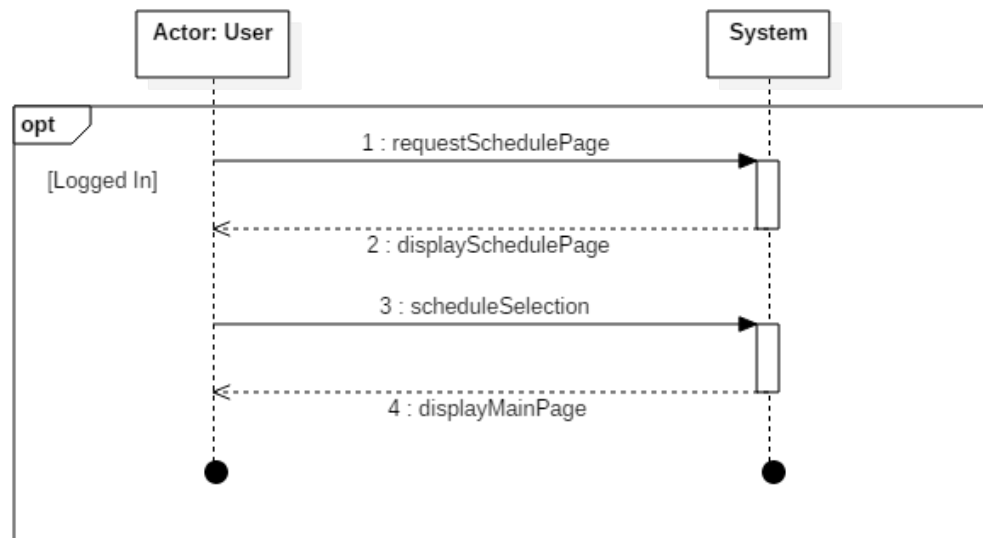 Actor: User
System
opt
1 : requestSchedulePage
[Logged In]
2 : displaySchedulePage
3 : scheduleSelection
4 : displayMainPage